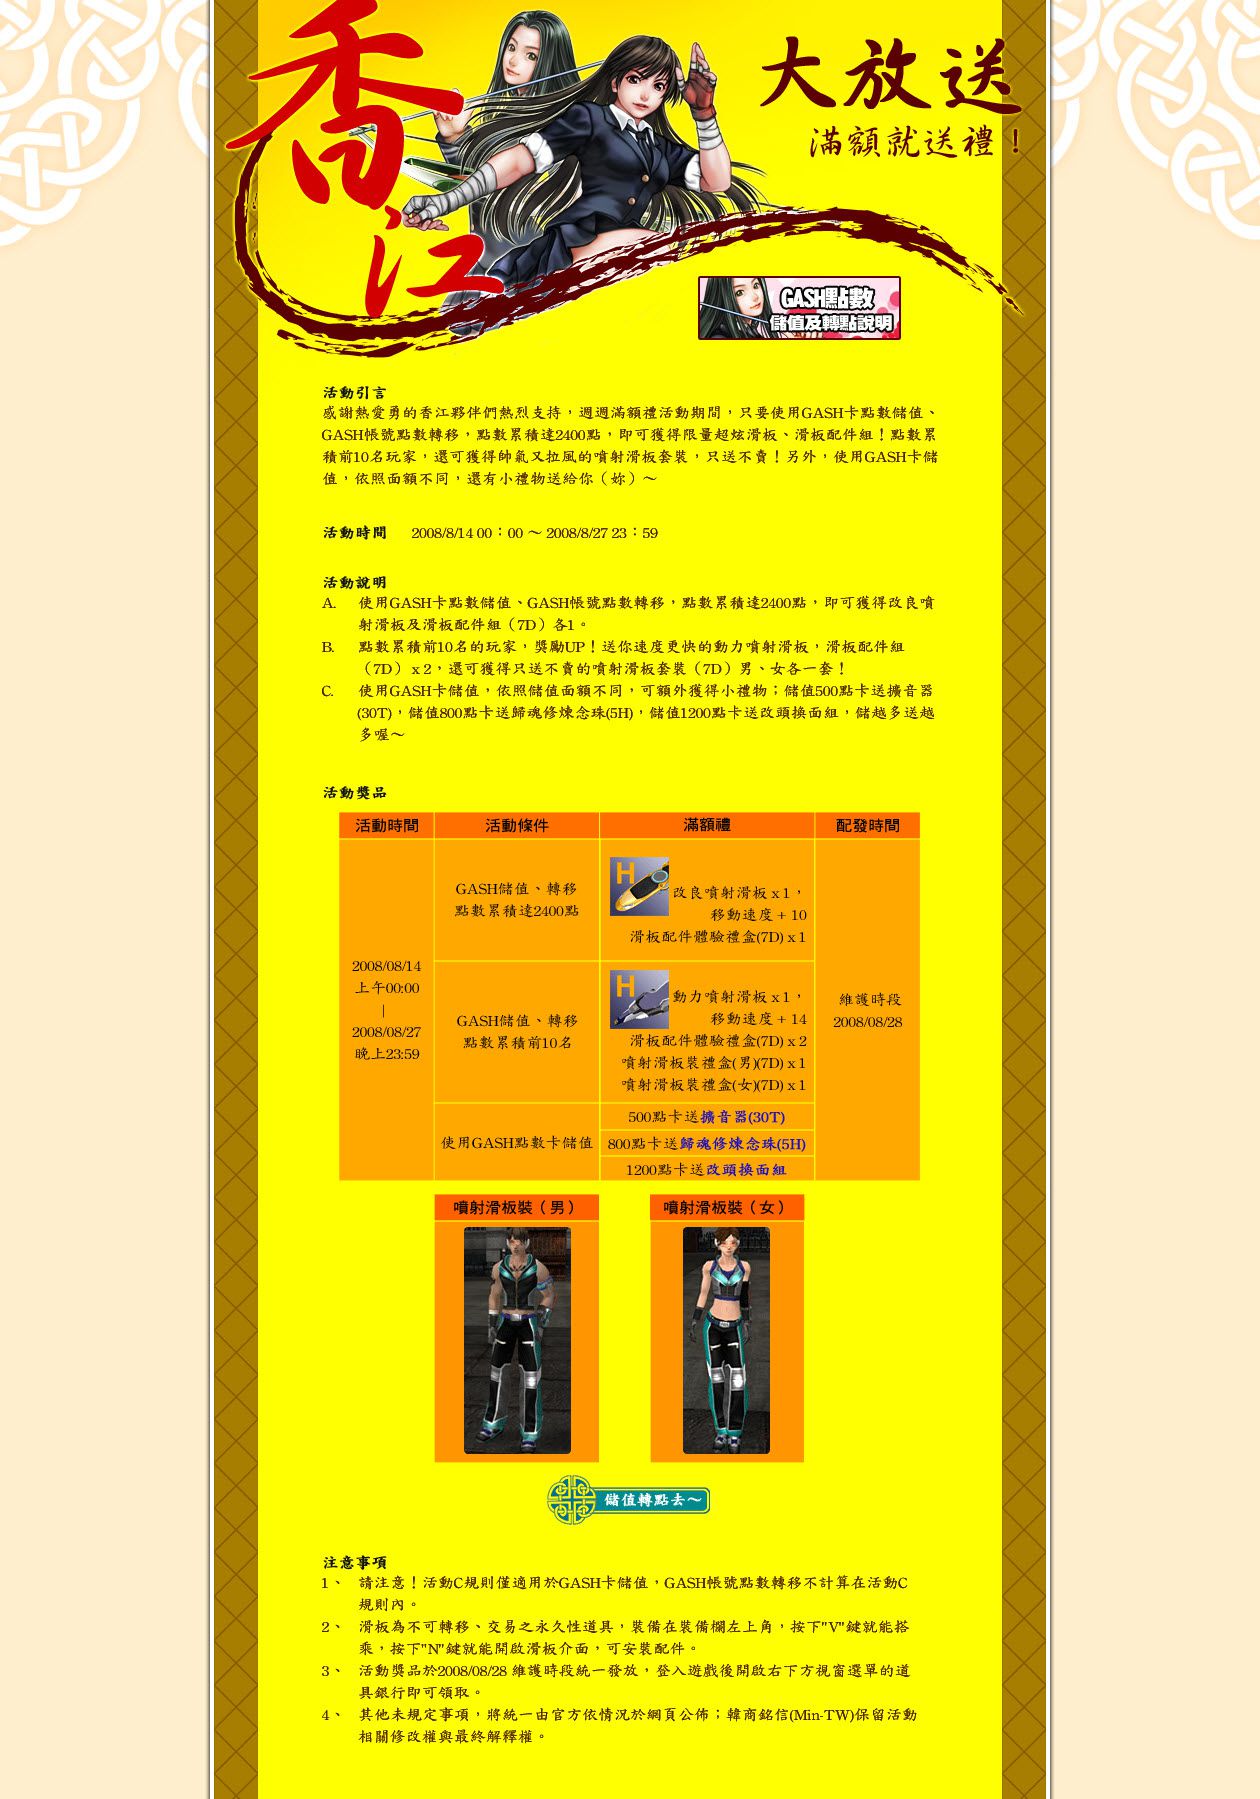 香江
大放送
滿額就送禮！
GASH點數
儲值及轉點說明
活動引言
感謝熱愛勇的香江夥伴們熱烈支持，週週滿額禮活動期間，只要使用GASH卡點數儲值、
GASH帳號點數轉移，點數累積達2400點，即可獲得限量超炫滑板、滑板配件組！點數累
積前10名玩家，還可獲得帥氣又拉風的噴射滑板套裝，只送不賣！另外，使用GASH卡儲
值，依照面額不同，還有小禮物送給你（妳）～
活動時間 2008/8/14 00：00 ～ 2008/8/27 23：59
活動說明
A. 使用GASH卡點數儲值、GASH帳號點數轉移，點數累積達2400點，即可獲得改良噴
射滑板及滑板配件組（7D）各1。
B. 點數累積前10名的玩家，獎勵UP！送你速度更快的動力噴射滑板，滑板配件組
（7D） x 2，還可獲得只送不賣的噴射滑板套裝（7D）男、女各一套！
C. 使用GASH卡儲值，依照儲值面額不同，可額外獲得小禮物；儲值500點卡送擴音器
(30T)，儲值800點卡送歸魂修煉念珠(5H)，儲值1200點卡送改頭換面組，儲越多送越
多喔～
活動獎品
活動時間 活動條件 滿額禮 配發時間
2008/08/14
上午00:00
|
2008/08/27
晚上23:59
GASH儲值、轉移
點數累積達2400點
H
改良噴射滑板 x 1，
移動速度 + 10
滑板配件體驗禮盒(7D) x 1
GASH儲值、轉移
點數累積前10名
H
動力噴射滑板 x 1，
移動速度 + 14
滑板配件體驗禮盒(7D) x 2
噴射滑板裝禮盒(男)(7D) x 1
噴射滑板裝禮盒(女)(7D) x 1
使用GASH點數卡儲值
500點卡送擴音器(30T)
800點卡送歸魂修煉念珠(5H)
1200點卡送改頭換面組
維護時段
2008/08/28
噴射滑板裝（男） 噴射滑板裝（女）
儲值轉點去～
注意事項
1、 請注意！活動C規則僅適用於GASH卡儲值，GASH帳號點數轉移不計算在活動C
規則內。
2、 滑板為不可轉移、交易之永久性道具，裝備在裝備欄左上角，按下"V"鍵就能搭
乘，按下"N"鍵就能開啟滑板介面，可安裝配件。
3、 活動獎品於2008/08/28 維護時段統一發放，登入遊戲後開啟右下方視窗選單的道
具銀行即可領取。
4、 其他未規定事項，將統一由官方依情況於網頁公佈；韓商銘信(Min-TW)保留活動
相關修改權與最終解釋權。